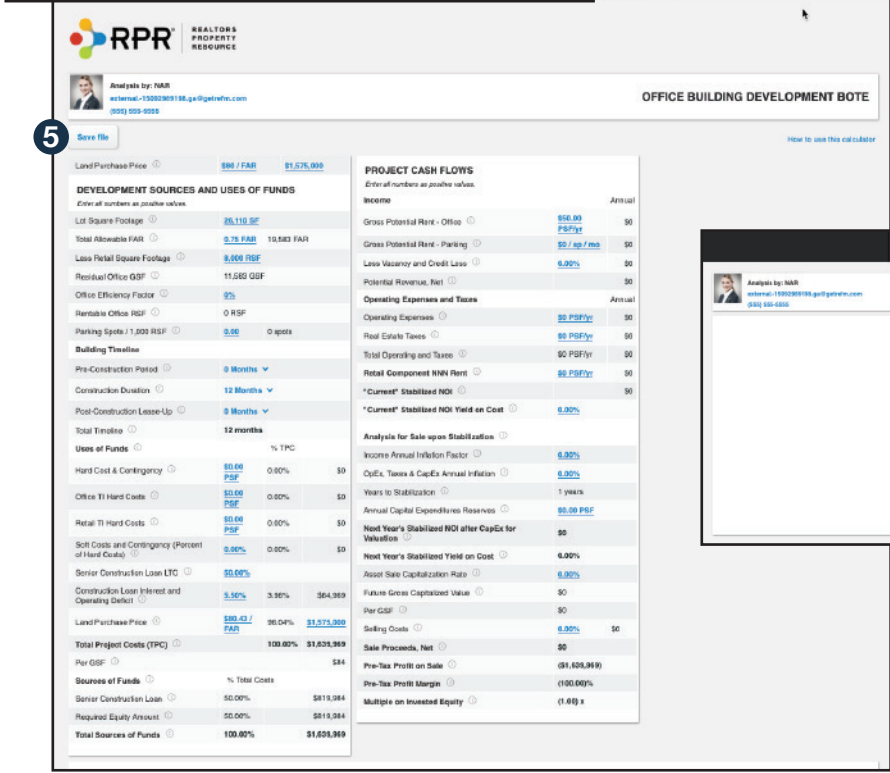 RPR REALTORS
PROPERTY
RESOURCE
Analysis by: NAR
(555) 555-5555
OFFICE BUILDING DEVELOPMENT BOTE
5
Save file
How to use this calculator
Land Purchase Price $80 / FAR $1,575,000
DEVELOPMENT SOURCES AND USES OF FUNDS
Enter all numbers as positive values.
Lot Square Footage 26,110 SF
Total Allowable FAR 0.75 FAR 19,583 FAR
Less Retail Square Footage 8,000 RSF
Residual Office GSF 11,583 GSF
Office Efficiency Factor 0%
Rentable Office RSF 0 RSF
Parking Spots / 1,000 RSF 0.00 0 spots
Building Timeline
Pre-Construction Period 0 Months
Construction Duration 12 Months
Post-Construction Lease-Up 0 Months
Total Timeline 12 months
Uses of Funds % TPC
Hard Cost & Contingency $0.00 PSF 0.00% $0
Office TI Hard Costs $0.00 PSF 0.00% $0
Retail TI Hard Costs $0.00 PSF 0.00% $0
Soft Costs and Contingency (Percent
of Hard Costs) 0.00% 0.00% $0
Senior Construction Loan LTC 50.00%
Construction Loan Interest and
Operating Deficit 5.50% 3.96% $64,969
Land Purchase Price $80.43 / FAR 96.04% $1,575,000
Total Project Costs (TPC) 100.00% $1,639,969
Per GSF $84
Sources of Funds % Total Costs
Senior Construction Loan 50.00% $819,984
Required Equity Amount 50.00% $819,984
Total Sources of Funds 100.00% $1,639,969
PROJECT CASH FLOWS
Enter all numbers as positive values.
Income Annual
Gross Potential Rent - Office $50.00 PSF/yr $0
Gross Potential Rent - Parking $0 / sp / mo $0
Less Vacancy and Credit Loss 0.00% $0
Potential Revenue, Net $0
Operating Expenses and Taxes Annual
Operating Expenses $0 PSF/yr $0
Real Estate Taxes $0 PSF/yr $0
Total Operating and Taxes $0 PSF/yr $0
Retail Component NNN Rent $0 PSF/yr $0
"Current" Stabilized NOI $0
"Current" Stabilized NOI Yield on Cost 0.00%
Analysis for Sale upon Stabilization
Income Annual Inflation Factor 0.00%
OpEx, Taxes & CapEx Annual Inflation 0.00%
Years to Stabilization 1 years
Annual Capital Expenditures Reserves $0.00 PSF
Next Year's Stabilized NOI after CapEx for
Valuation $0
Next Year's Stabilized Yield on Cost 0.00%
Asset Sale Capitalization Rate 0.00%
Future Gross Capitalized Value $0
Per GSF $0
Selling Costs 0.00% $0
Sale Proceeds, Net $0
Pre-Tax Profit on Sale ($1,639,969)
Pre-Tax Profit Margin (100.00)%
Multiple on Invested Equity (1.00) x
Analysis by: NAR
(555) 555-5555